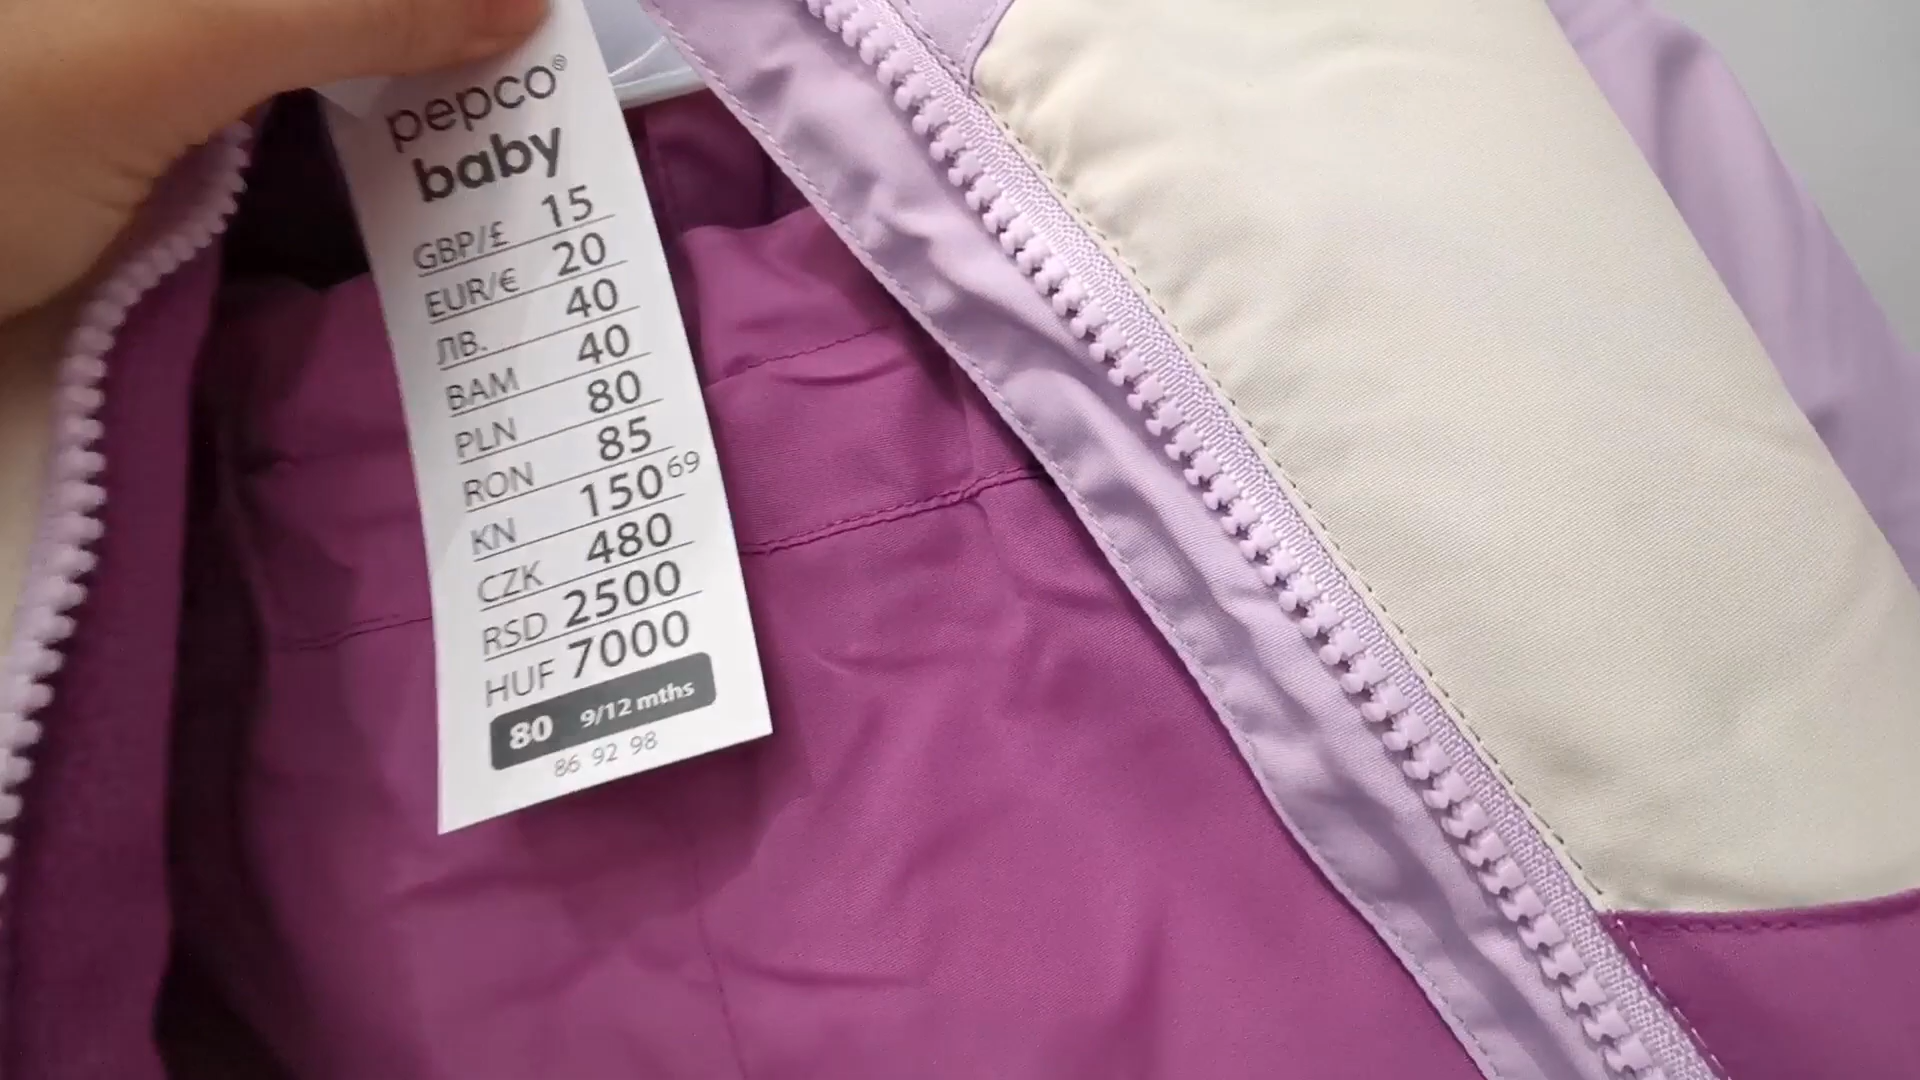 pepco®
baby
GBP/£ 15
EUR/€ 20
ЛВ. 40
BAM 40
PLN 80
RON 85
KN 150⁶⁹
CZK 480
RSD 2500
HUF 7000
80 9/12 mths
86 92 98